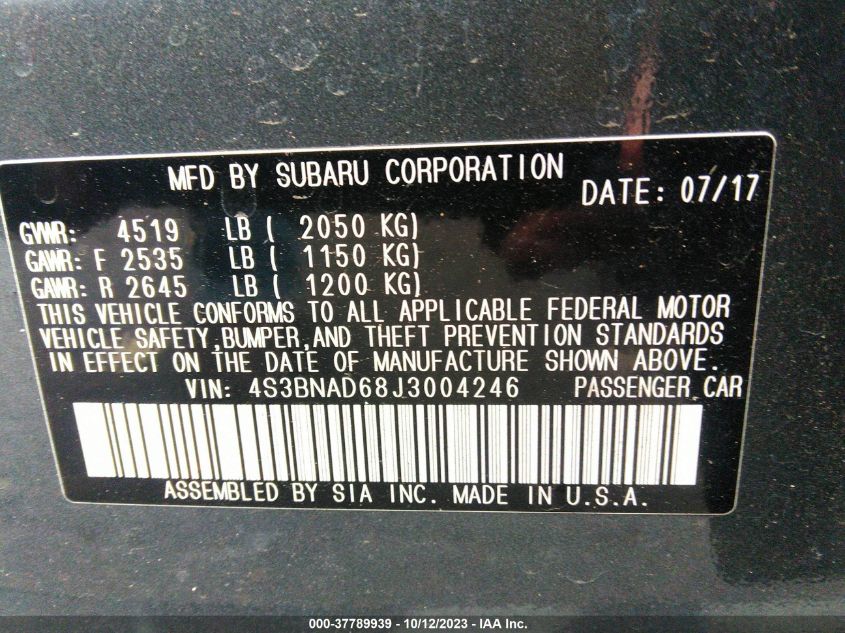 MFD BY SUBARU CORPORATION DATE: 07/17
GVWR: 4519 LB ( 2050 KG)
GAWR: F 2535 LB ( 1150 KG)
GAWR: R 2645 LB ( 1200 KG)
THIS VEHICLE CONFORMS TO ALL APPLICABLE FEDERAL MOTOR
VEHICLE SAFETY,BUMPER,AND THEFT PREVENTION STANDARDS
IN EFFECT ON THE DATE OF MANUFACTURE SHOWN ABOVE.
VIN: 4S3BNAD68J3004246 PASSENGER CAR
ASSEMBLED BY SIA INC. MADE IN U.S.A.
000-37789939 - 10/12/2023 - IAA Inc.